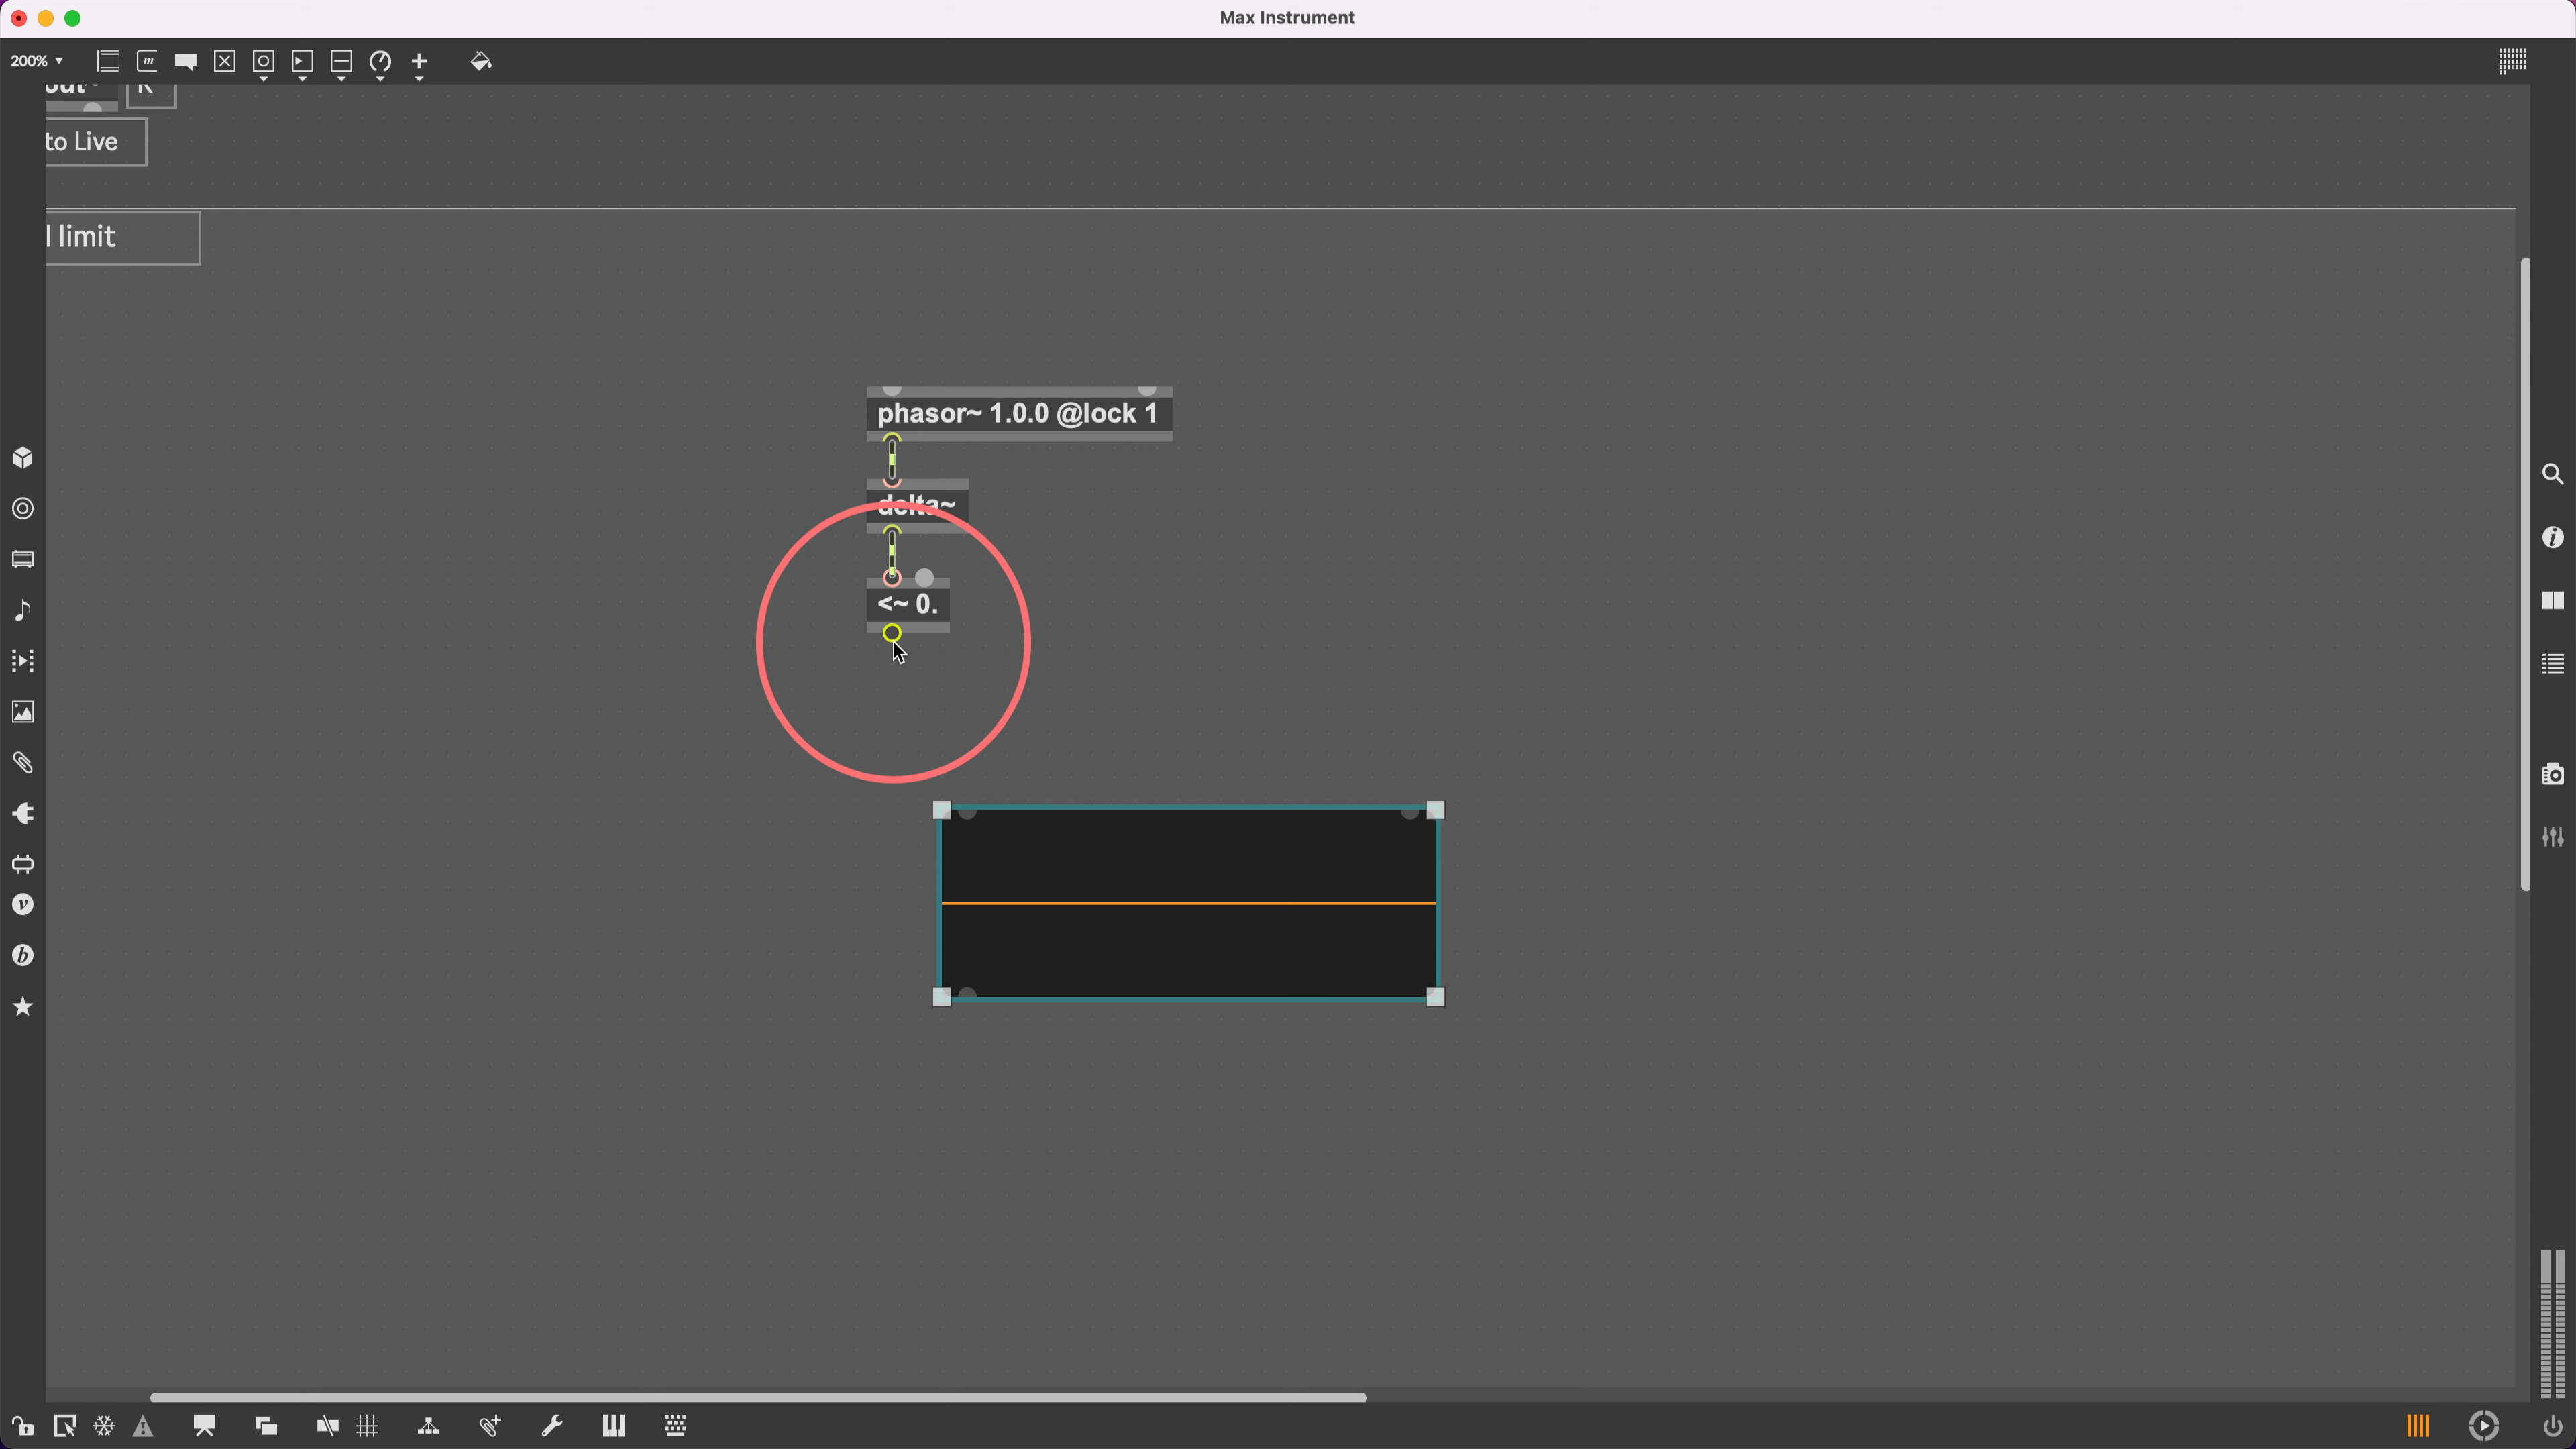 Max Instrument
200%
R
to Live
l limit
phasor~ 1.0.0 @lock 1
delta~
<~ 0.